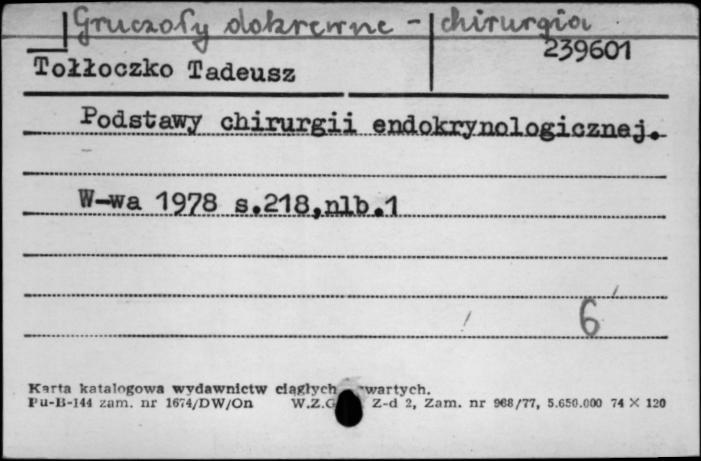 Gruczoły dokrewne - chirurgia
239601
Tołłoczko Tadeusz
Podstawy chirurgii endokrynologicznej.
W-wa 1978 s.218,nlb.1
6
Karta katalogowa wydawnictw ciągłych wartych.
Pu-B-144 zam. nr 1674/DW/On W.Z.G Z-d 2, Zam. nr 968/77, 5.650.000 74 X 120